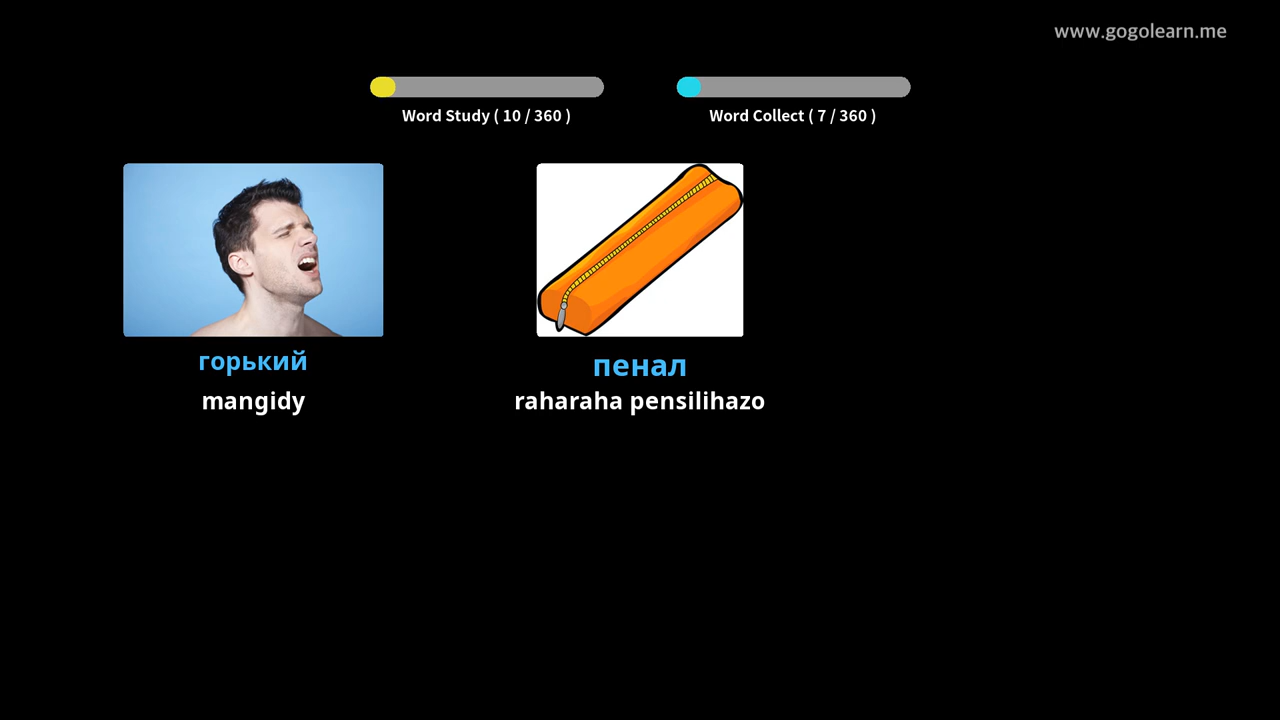 www.gogolearn.me
Word Study ( 10 / 360 )
Word Collect ( 7 / 360 )
горький
mangidy
пенал
raharaha pensilihazo